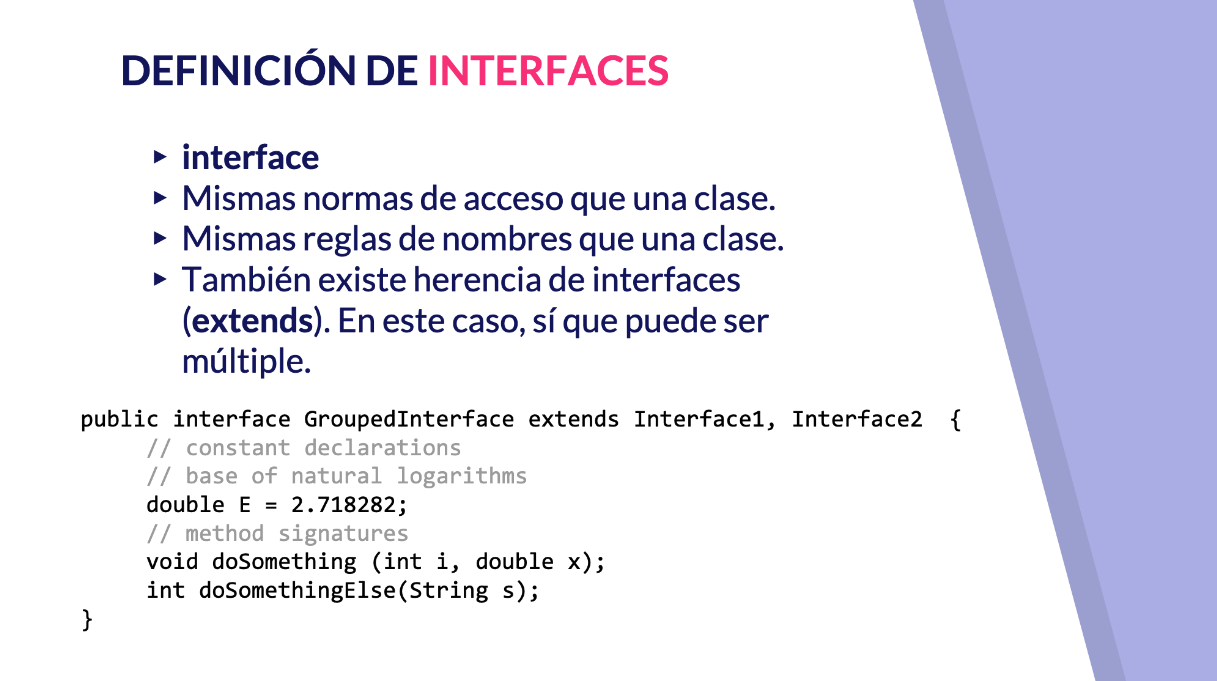 DEFINICIÓN DE INTERFACES
▸ interface
▸ Mismas normas de acceso que una clase.
▸ Mismas reglas de nombres que una clase.
▸ También existe herencia de interfaces
(extends). En este caso, sí que puede ser
múltiple.
public interface GroupedInterface extends Interface1, Interface2 {
// constant declarations
// base of natural logarithms
double E = 2.718282;
// method signatures
void doSomething (int i, double x);
int doSomethingElse(String s);
}